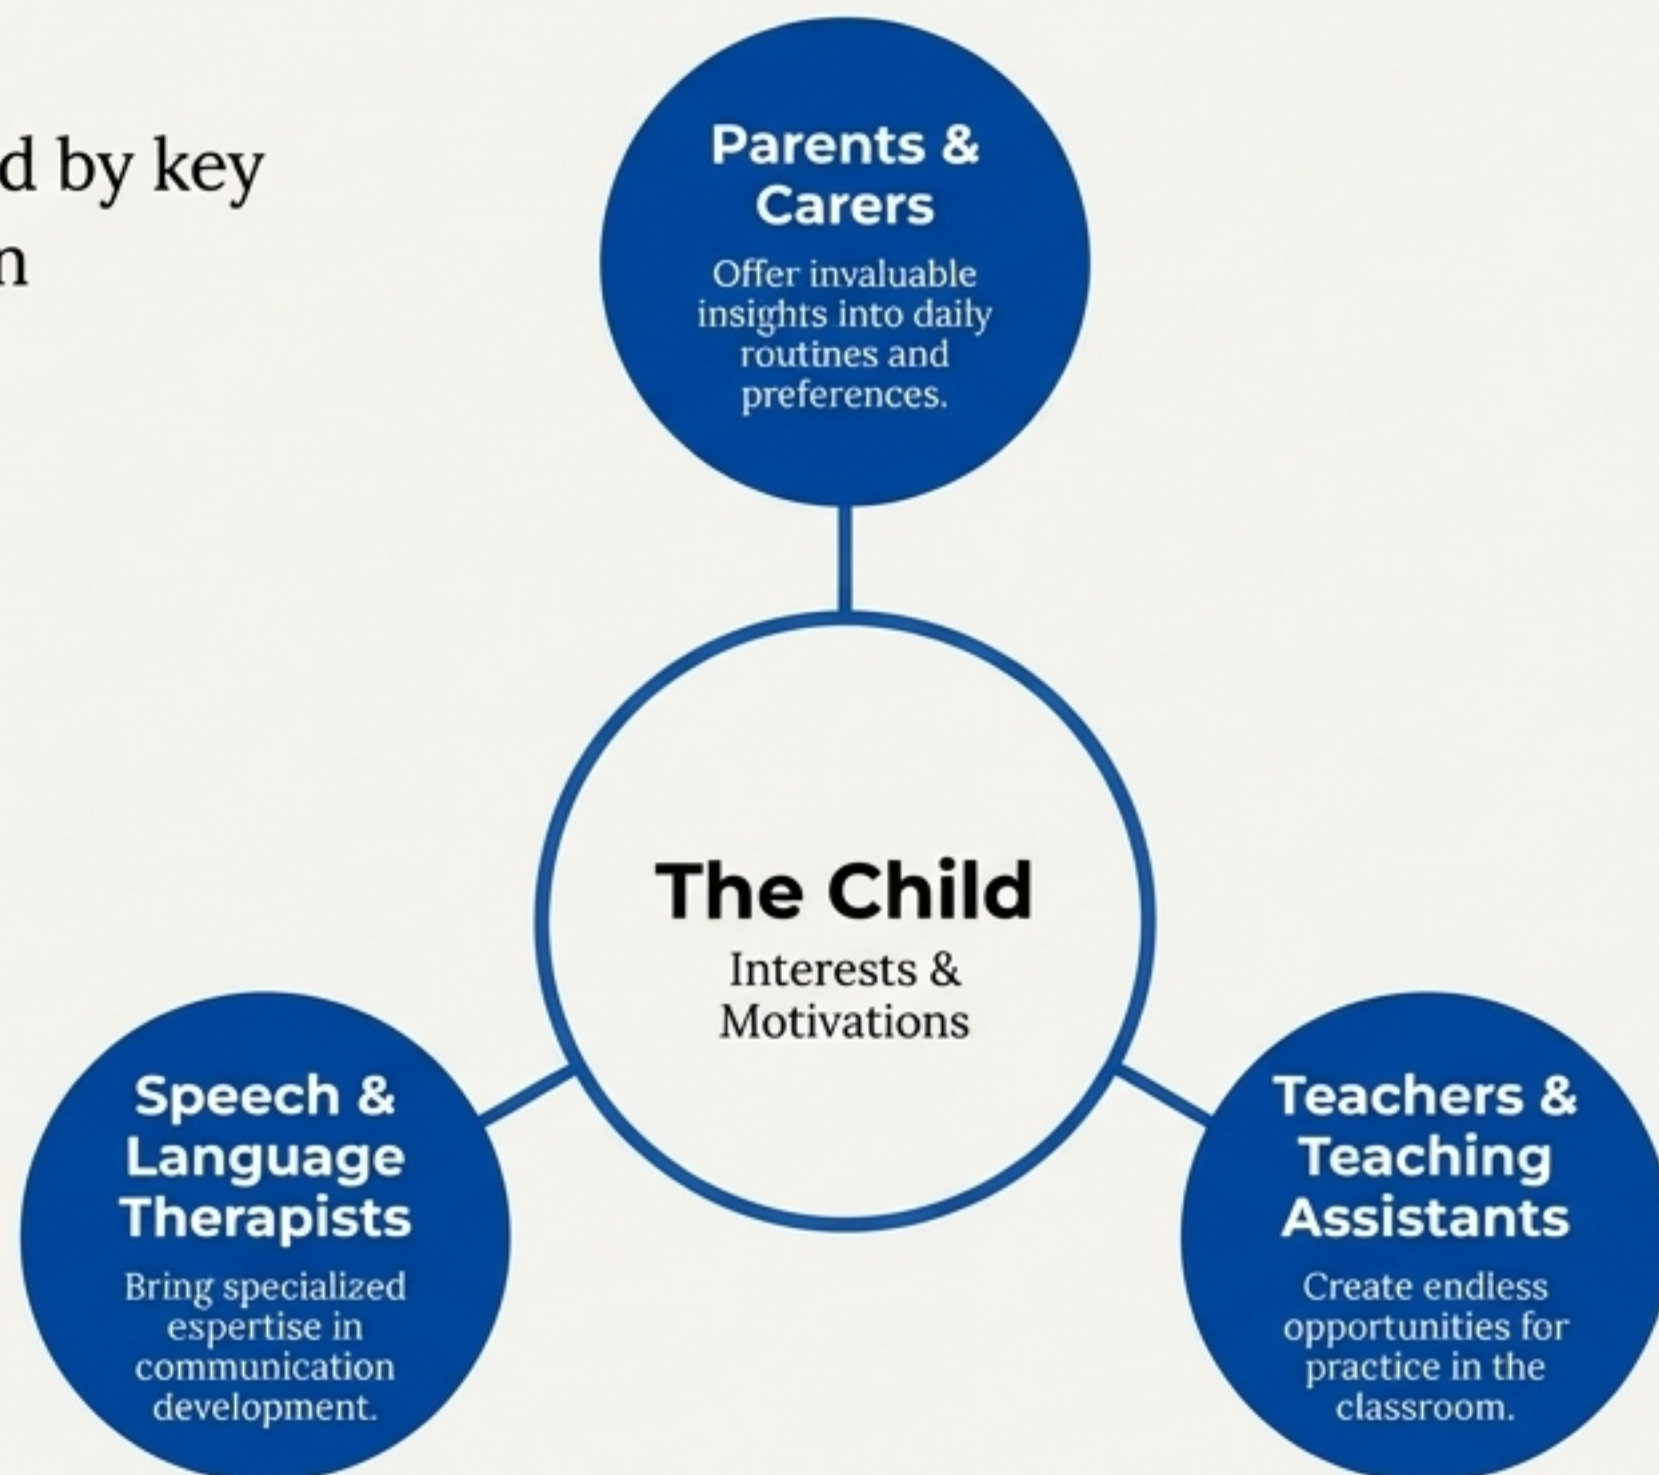 d by key
n
Parents &
Carers
Offer invaluable
insights into daily
routines and
preferences.
The Child
Interests &
Motivations
Speech &
Language
Therapists
Bring specialized
espertise in
communication
development.
Teachers &
Teaching
Assistants
Create endless
opportunities for
practice in the
classroom.